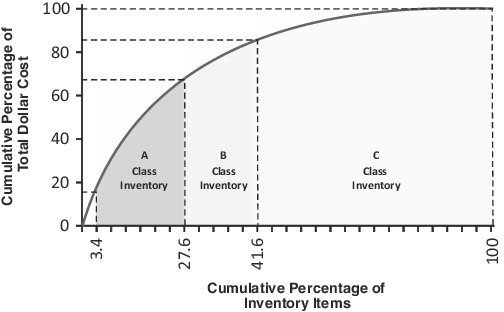 Cumulative Percentage of
Total Dollar Cost
100
80
60
40
20
0
A
Class
Inventory
B
Class
Inventory
C
Class
Inventory
3.4
27.6
41.6
100
Cumulative Percentage of
Inventory Items